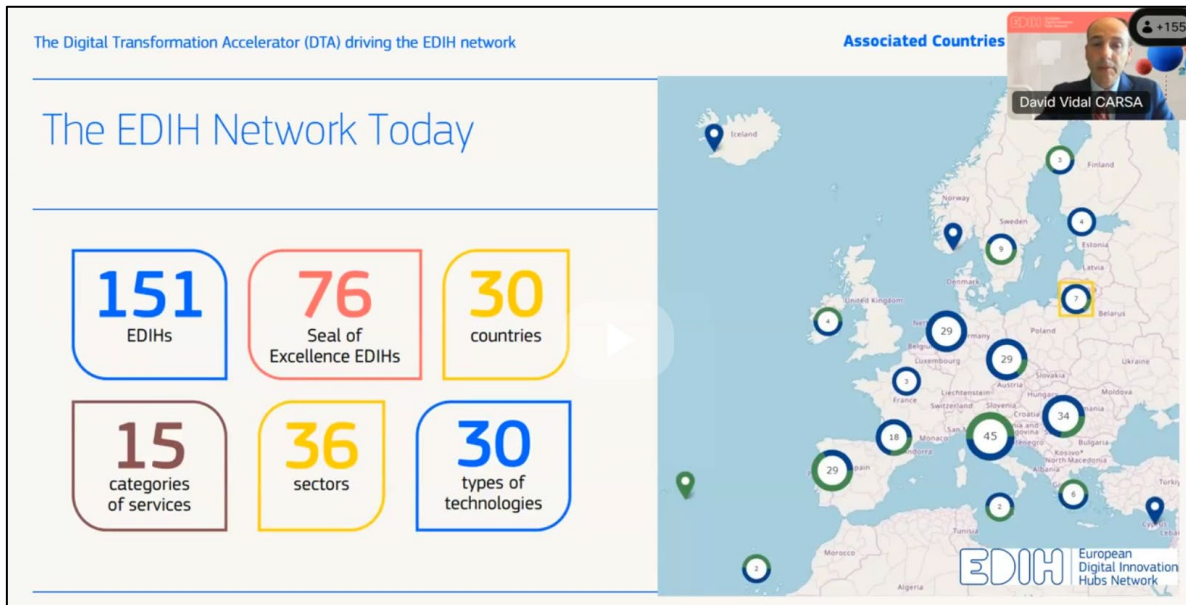 The Digital Transformation Accelerator (DTA) driving the EDIH network
Associated Countries
+155
David Vidal CARSA
The EDIH Network Today
151
EDIHs
76
Seal of
Excellence EDIHs
30
countries
15
categories
of services
36
sectors
30
types of
technologies
Iceland
3
Finland
Norway
Sweden
4
9
Estonia
Latvia
Denmark
7
Belarus
4
United Kingdom
29
Germany
Poland
29
Luxembourg
Ukraine
Slovakia
3
Austria
France
Liechtenstein
Moldova
Switzerland
Slovenia
Croatia
34
18
Monaco
45
Bulgaria
Kosovo*
North Macedonia
Albania
29
6
2
Tunisia
Morocco
2
Algeria
EDIH
European
Digital Innovation
Hubs Network